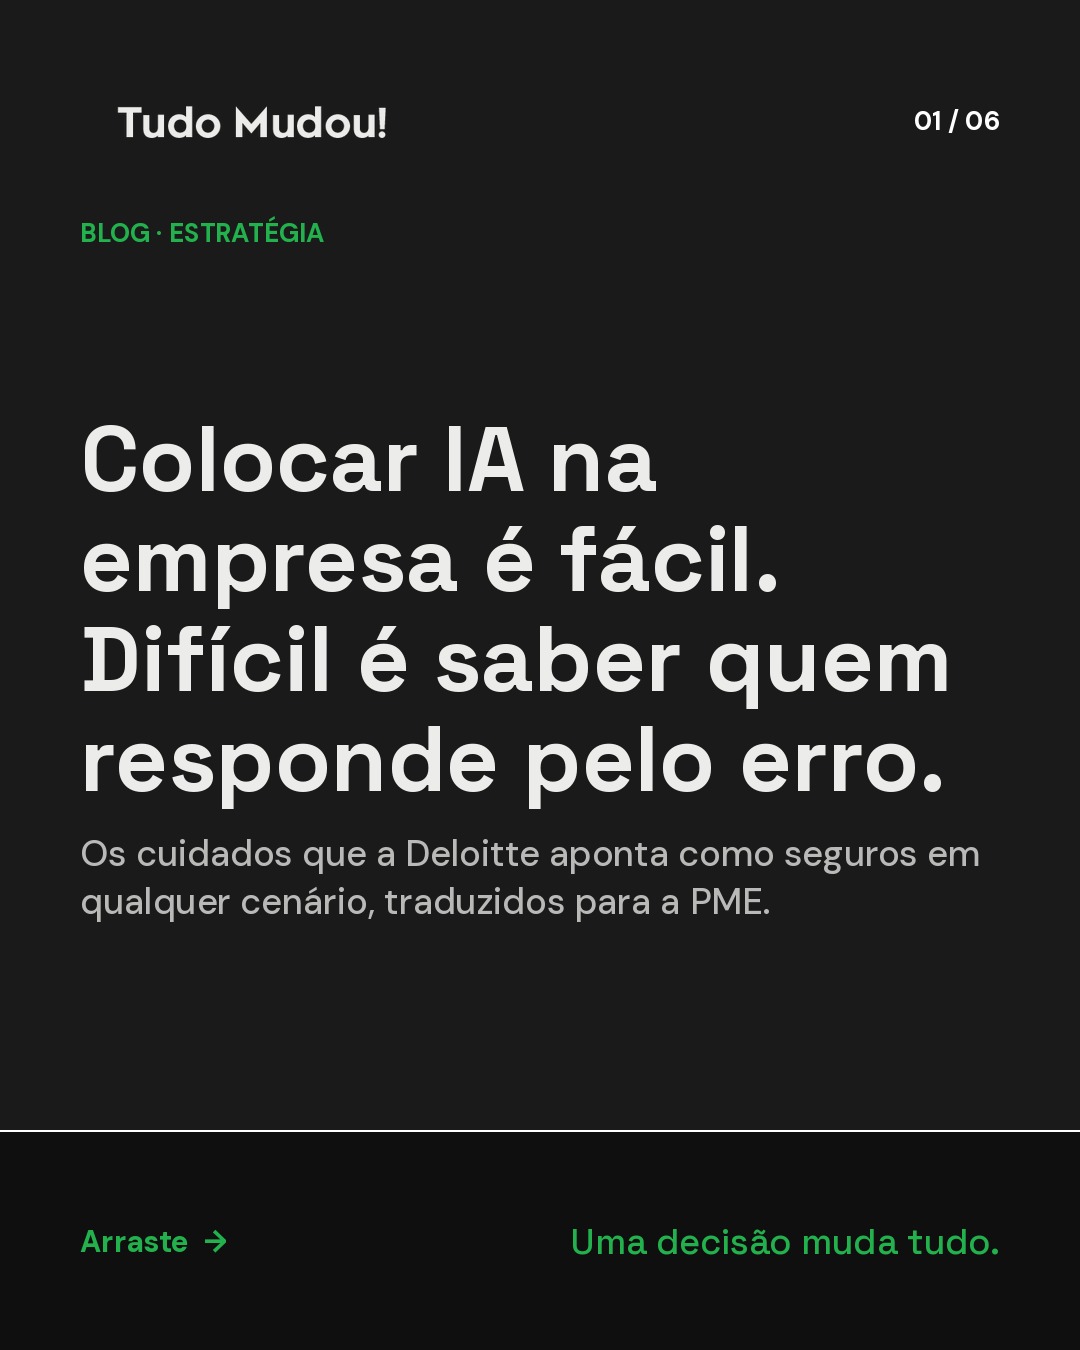 Tudo Mudou!
01 / 06
BLOG · ESTRATÉGIA
Colocar IA na
empresa é fácil.
Difícil é saber quem
responde pelo erro.
Os cuidados que a Deloitte aponta como seguros em
qualquer cenário, traduzidos para a PME.
Arraste →
Uma decisão muda tudo.